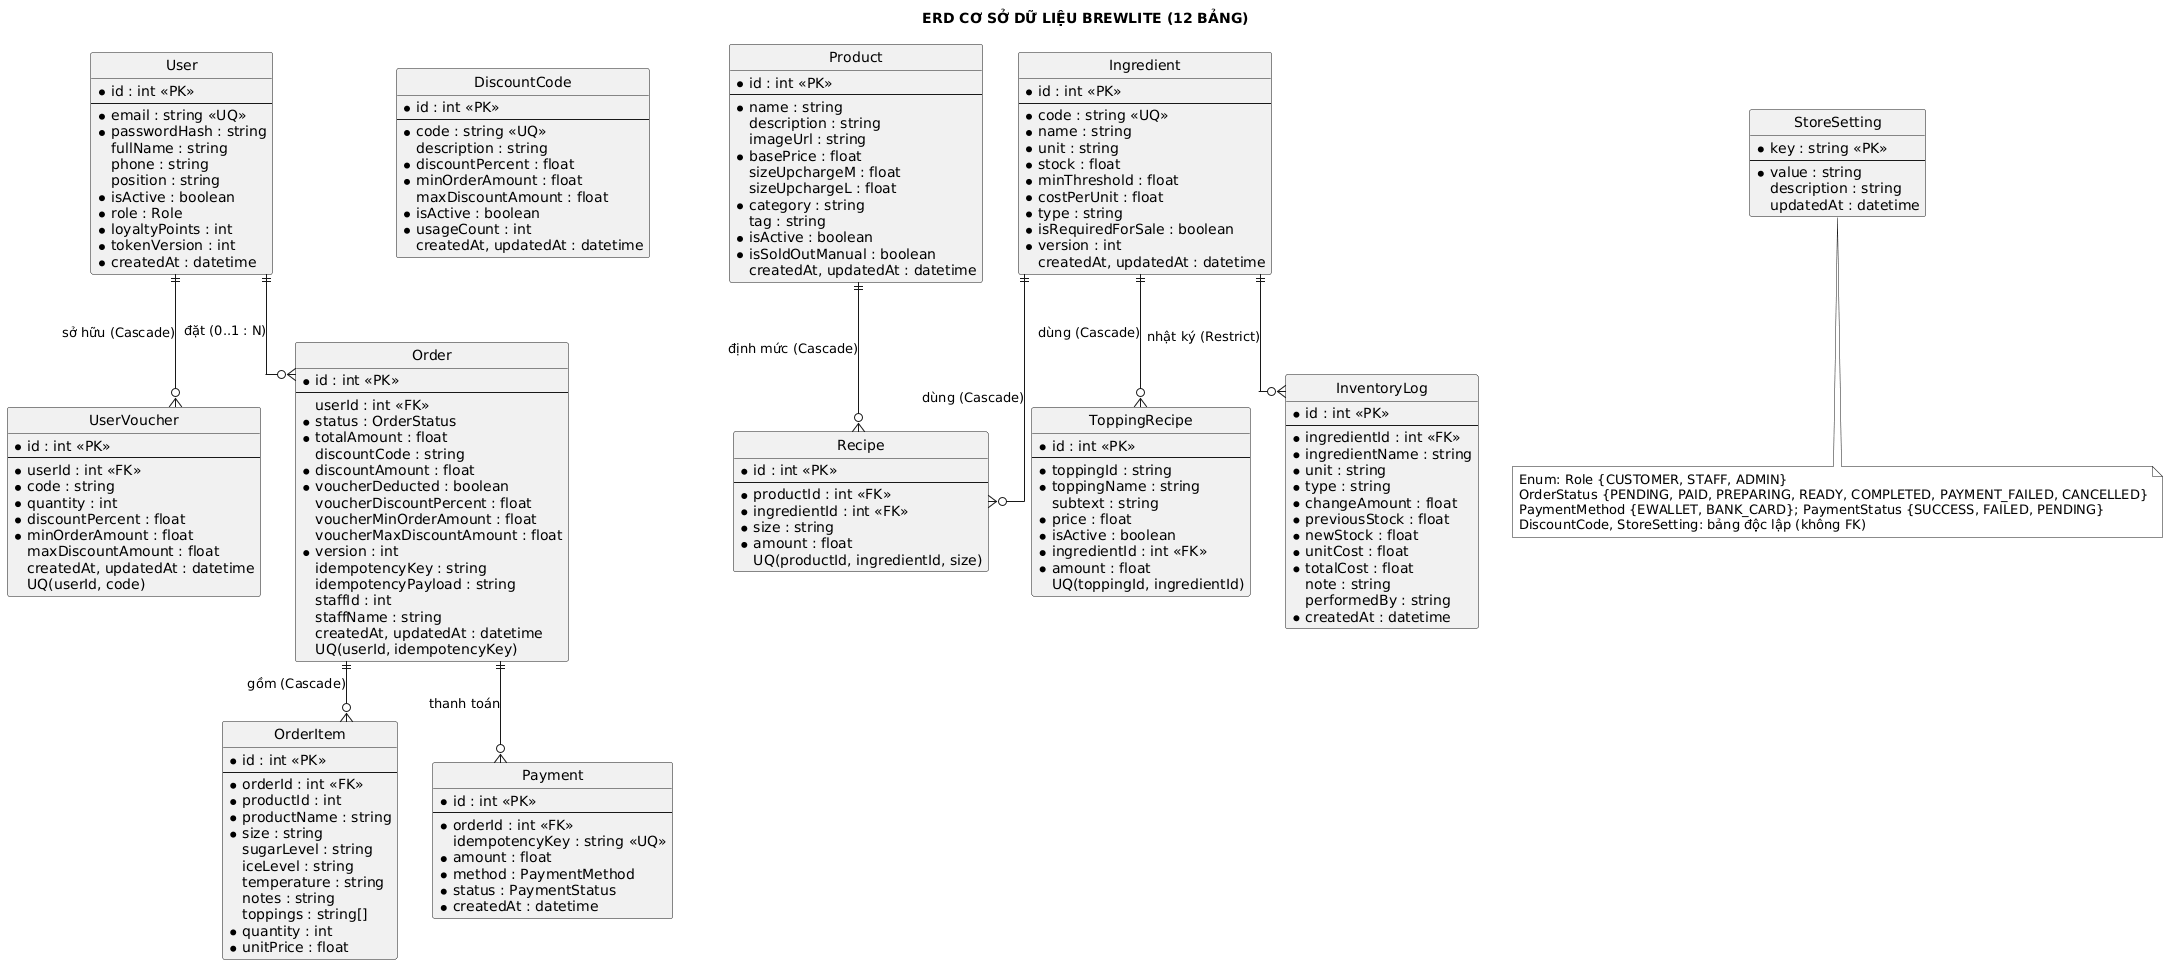 ERD CƠ SỞ DỮ LIỆU BREWLITE (12 BẢNG)
User
id : int «PK»
email : string «UQ»
passwordHash : string
fullName : string
phone : string
position : string
isActive : boolean
role : Role
loyaltyPoints : int
tokenVersion : int
createdAt : datetime
DiscountCode
id : int «PK»
code : string «UQ»
description : string
discountPercent : float
minOrderAmount : float
maxDiscountAmount : float
isActive : boolean
usageCount : int
createdAt, updatedAt : datetime
Product
id : int «PK»
name : string
description : string
imageUrl : string
basePrice : float
sizeUpchargeM : float
sizeUpchargeL : float
category : string
tag : string
isActive : boolean
isSoldOutManual : boolean
createdAt, updatedAt : datetime
Ingredient
id : int «PK»
code : string «UQ»
name : string
unit : string
stock : float
minThreshold : float
costPerUnit : float
type : string
isRequiredForSale : boolean
version : int
createdAt, updatedAt : datetime
StoreSetting
key : string «PK»
value : string
description : string
updatedAt : datetime
sở hữu (Cascade)
đặt (0..1 : N)
định mức (Cascade)
dùng (Cascade)
dùng (Cascade)
nhật ký (Restrict)
UserVoucher
id : int «PK»
userId : int «FK»
code : string
quantity : int
discountPercent : float
minOrderAmount : float
maxDiscountAmount : float
createdAt, updatedAt : datetime
UQ(userId, code)
Order
id : int «PK»
userId : int «FK»
status : OrderStatus
totalAmount : float
discountCode : string
discountAmount : float
voucherDeducted : boolean
voucherDiscountPercent : float
voucherMinOrderAmount : float
voucherMaxDiscountAmount : float
version : int
idempotencyKey : string
idempotencyPayload : string
staffId : int
staffName : string
createdAt, updatedAt : datetime
UQ(userId, idempotencyKey)
Recipe
id : int «PK»
productId : int «FK»
ingredientId : int «FK»
size : string
amount : float
UQ(productId, ingredientId, size)
ToppingRecipe
id : int «PK»
toppingId : string
toppingName : string
subtext : string
price : float
isActive : boolean
ingredientId : int «FK»
amount : float
UQ(toppingId, ingredientId)
InventoryLog
id : int «PK»
ingredientId : int «FK»
ingredientName : string
unit : string
type : string
changeAmount : float
previousStock : float
newStock : float
unitCost : float
totalCost : float
note : string
performedBy : string
createdAt : datetime
Enum: Role {CUSTOMER, STAFF, ADMIN}
OrderStatus {PENDING, PAID, PREPARING, READY, COMPLETED, PAYMENT_FAILED, CANCELLED}
PaymentMethod {EWALLET, BANK_CARD}; PaymentStatus {SUCCESS, FAILED, PENDING}
DiscountCode, StoreSetting: bảng độc lập (không FK)
gồm (Cascade)
thanh toán
OrderItem
id : int «PK»
orderId : int «FK»
productId : int
productName : string
size : string
sugarLevel : string
iceLevel : string
temperature : string
notes : string
toppings : string[]
quantity : int
unitPrice : float
Payment
id : int «PK»
orderId : int «FK»
idempotencyKey : string «UQ»
amount : float
method : PaymentMethod
status : PaymentStatus
createdAt : datetime